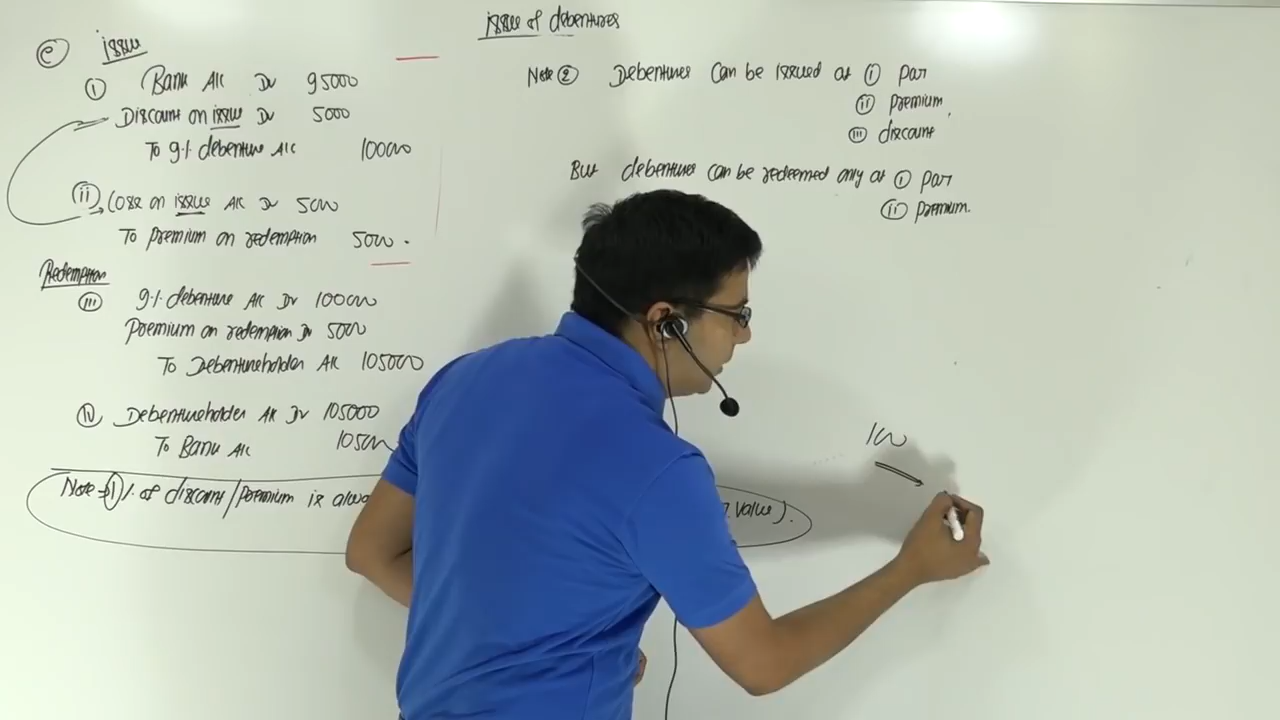 issue of debentures
e issue
i Bank A/c Dr 95000
Discount on issue Dr 5000
To 9% debenture A/c 100000
ii Loss on issue A/c Dr 5000
To premium on redemption 5000
Redemption
iii 9% debenture A/c Dr 100000
Premium on redemption Dr 5000
To Debentureholder A/c 105000
iv Debentureholder A/c Dr 105000
To Bank A/c 10500
Note 1 % of discount/premium is
value).
Note 2 Debentures can be issued at i par
ii premium
iii discount
But debentures can be redeemed only at i par
ii premium.
100